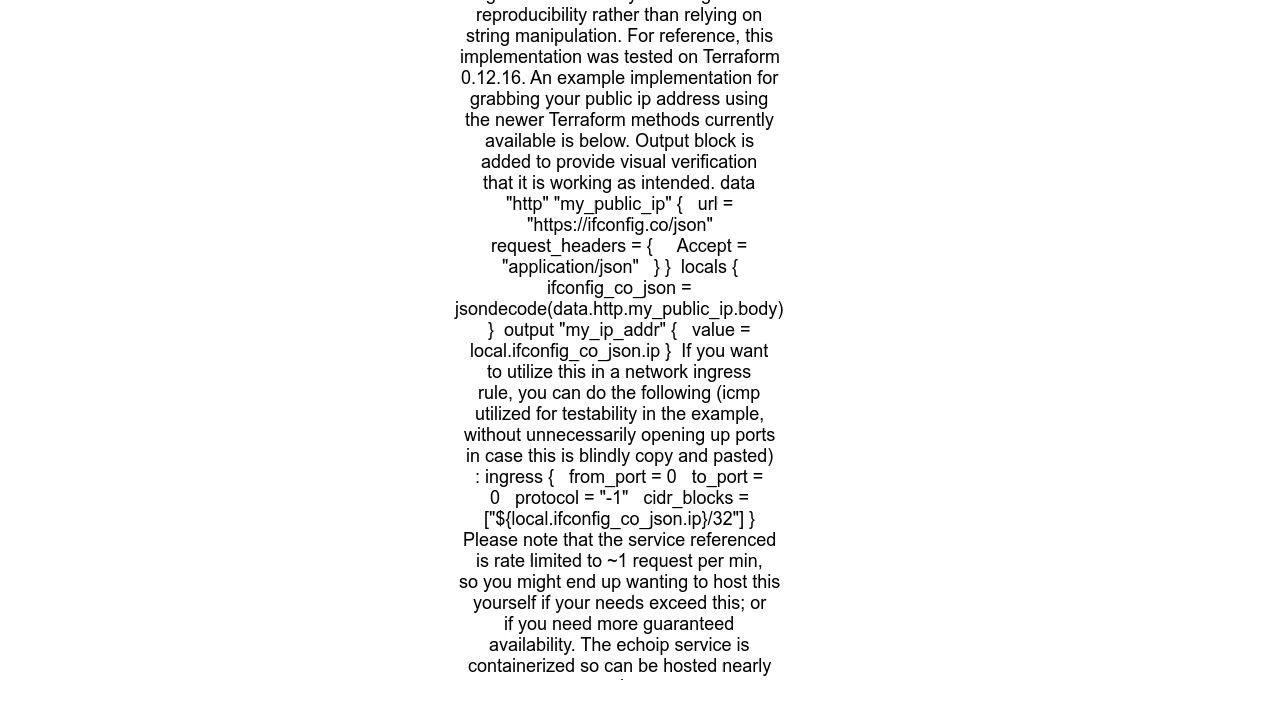 reproducibility rather than relying on
string manipulation. For reference, this
implementation was tested on Terraform
0.12.16. An example implementation for
grabbing your public ip address using
the newer Terraform methods currently
available is below. Output block is
added to provide visual verification
that it is working as intended. data
"http" "my_public_ip" {   url =
"https://ifconfig.co/json"
request_headers = {     Accept =
"application/json"   } }  locals {
ifconfig_co_json =
jsondecode(data.http.my_public_ip.body)
}  output "my_ip_addr" {   value =
local.ifconfig_co_json.ip }  If you want
to utilize this in a network ingress
rule, you can do the following (icmp
utilized for testability in the example,
without unnecessarily opening up ports
in case this is blindly copy and pasted)
: ingress {   from_port = 0   to_port =
0   protocol = "-1"   cidr_blocks =
["${local.ifconfig_co_json.ip}/32"] }
Please note that the service referenced
is rate limited to ~1 request per min,
so you might end up wanting to host this
yourself if your needs exceed this; or
if you need more guaranteed
availability. The echoip service is
containerized so can be hosted nearly